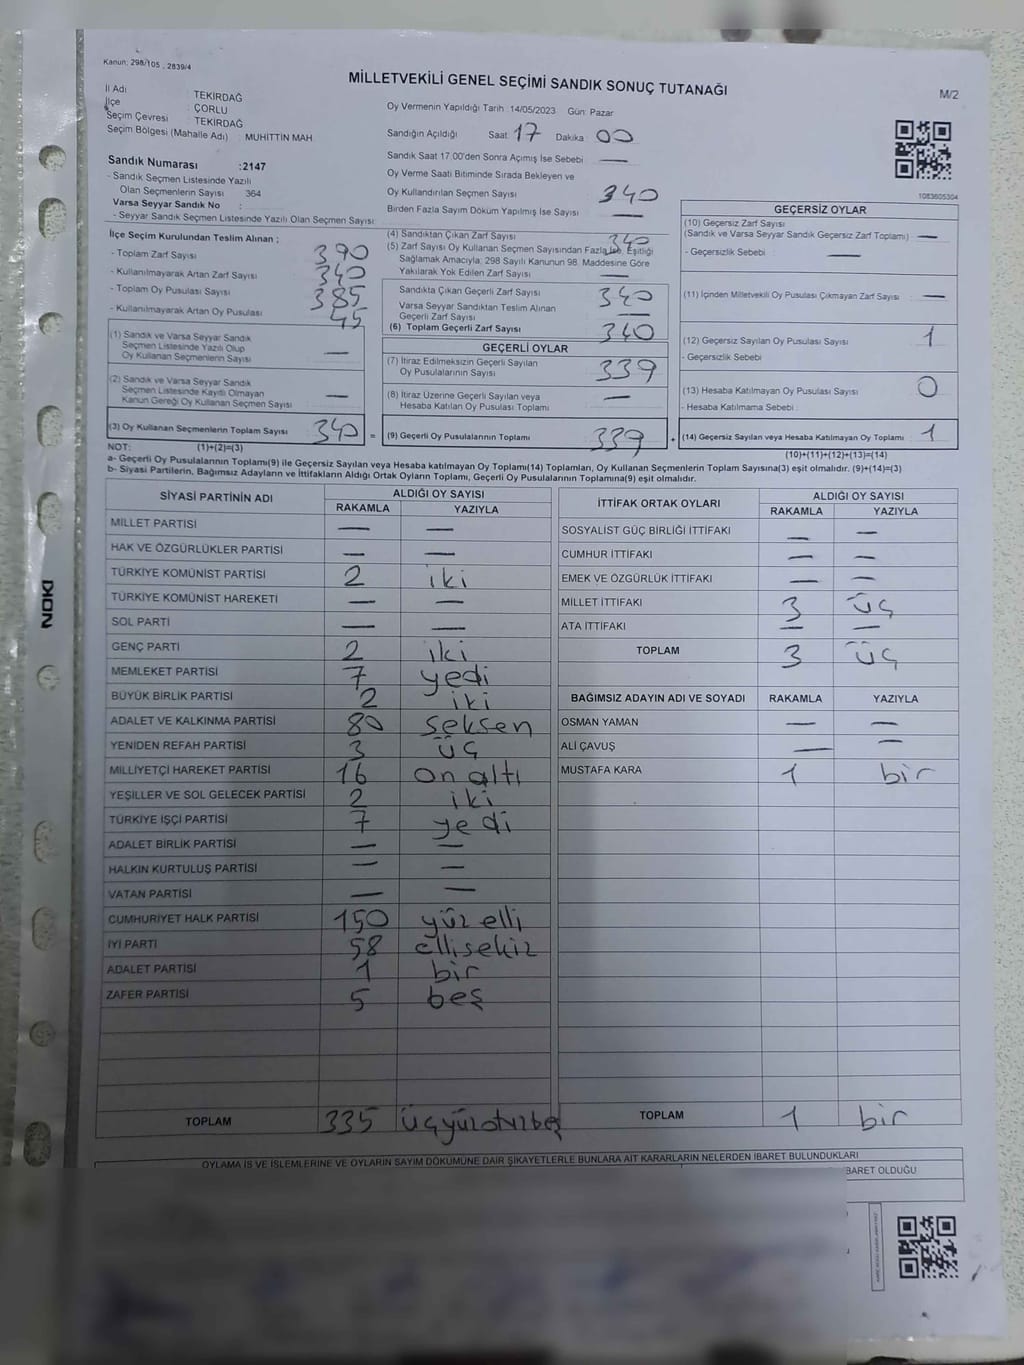 Kanun: 298/105 , 2839/4
MİLLETVEKİLİ GENEL SEÇİMİ SANDIK SONUÇ TUTANAĞI
M/2
İl Adı TEKİRDAĞ
İlçe ÇORLU
Seçim Çevresi TEKİRDAĞ
Seçim Bölgesi (Mahalle Adı) MUHİTTİN MAH
Sandık Numarası :2147
- Sandık Seçmen Listesinde Yazılı
Olan Seçmenlerin Sayısı 364
Varsa Seyyar Sandık No :
- Seyyar Sandık Seçmen Listesinde Yazılı Olan Seçmen Sayısı:
Oy Vermenin Yapıldığı Tarih :14/05/2023 Gün: Pazar
Sandığın Açıldığı Saat 17 Dakika 00
Sandık Saat 17.00'den Sonra Açımış İse Sebebi —
Oy Verme Saati Bitiminde Sırada Bekleyen ve
Oy Kullandırılan Seçmen Sayısı 340
Birden Fazla Sayım Döküm Yapılmış İse Sayısı —
1083605304
İlçe Seçim Kurulundan Teslim Alınan ;
- Toplam Zarf Sayısı 390
- Kullanılmayarak Artan Zarf Sayısı 340
- Toplam Oy Pusulası Sayısı 385
- Kullanılmayarak Artan Oy Pusulası 45
(1) Sandık ve Varsa Seyyar Sandık
Seçmen Listesinde Yazılı Olup
Oy Kullanan Seçmenlerin Sayısı —
(2) Sandık ve Varsa Seyyar Sandık
Seçmen Listesinde Kayıtlı Olmayan
Kanun Gereği Oy Kullanan Seçmen Sayısı —
(3) Oy Kullanan Seçmenlerin Toplam Sayısı 340 =
(4) Sandıktan Çıkan Zarf Sayısı 340
(5) Zarf Sayısı Oy Kullanan Seçmen Sayısından Fazla İse, Eşitliği
Sağlamak Amacıyla; 298 Sayılı Kanunun 98. Maddesine Göre
Yakılarak Yok Edilen Zarf Sayısı —
Sandıkta Çıkan Geçerli Zarf Sayısı 340
Varsa Seyyar Sandıktan Teslim Alınan
Geçerli Zarf Sayısı —
(6) Toplam Geçerli Zarf Sayısı 340
GEÇERLİ OYLAR
(7) İtiraz Edilmeksizin Geçerli Sayılan
Oy Pusulalarının Sayısı 339
(8) İtiraz Üzerine Geçerli Sayılan veya
Hesaba Katılan Oy Pusulası Toplamı —
(9) Geçerli Oy Pusulalarının Toplamı 339 +
GEÇERSİZ OYLAR
(10) Geçersiz Zarf Sayısı
(Sandık ve Varsa Seyyar Sandık Geçersiz Zarf Toplamı) —
- Geçersizlik Sebebi : —
(11) İçinden Milletvekili Oy Pusulası Çıkmayan Zarf Sayısı —
(12) Geçersiz Sayılan Oy Pusulası Sayısı 1
- Geçersizlik Sebebi
(13) Hesaba Katılmayan Oy Pusulası Sayısı 0
- Hesaba Katılmama Sebebi :
(14) Geçersiz Sayılan veya Hesaba Katılmayan Oy Toplamı 1
NOT: (1)+(2)=(3)
(10)+(11)+(12)+(13)=(14)
a- Geçerli Oy Pusulalarının Toplamı(9) ile Geçersiz Sayılan veya Hesaba katılmayan Oy Toplamı(14) Toplamları, Oy Kullanan Seçmenlerin Toplam Sayısına(3) eşit olmalıdır. (9)+(14)=(3)
b- Siyasi Partilerin, Bağımsız Adayların ve İttifakların Aldığı Ortak Oyların Toplamı, Geçerli Oy Pusulalarının Toplamına(9) eşit olmalıdır.
SİYASİ PARTİNİN ADI ALDIĞI OY SAYISI
RAKAMLA YAZIYLA
MİLLET PARTİSİ — —
HAK VE ÖZGÜRLÜKLER PARTİSİ — —
TÜRKİYE KOMÜNİST PARTİSİ 2 iki
TÜRKİYE KOMÜNİST HAREKETİ — —
SOL PARTİ — —
GENÇ PARTİ 2 iki
MEMLEKET PARTİSİ 7 yedi
BÜYÜK BİRLİK PARTİSİ 2 iki
ADALET VE KALKINMA PARTİSİ 80 seksen
YENİDEN REFAH PARTİSİ 3 üç
MİLLİYETÇİ HAREKET PARTİSİ 16 on altı
YEŞİLLER VE SOL GELECEK PARTİSİ 2 iki
TÜRKİYE İŞÇİ PARTİSİ 7 yedi
ADALET BİRLİK PARTİSİ — —
HALKIN KURTULUŞ PARTİSİ — —
VATAN PARTİSİ — —
CUMHURİYET HALK PARTİSİ 150 yüz elli
İYİ PARTİ 58 ellisekiz
ADALET PARTİSİ 1 bir
ZAFER PARTİSİ 5 beş
TOPLAM 335 üçyüzotuzbeş
İTTİFAK ORTAK OYLARI ALDIĞI OY SAYISI
RAKAMLA YAZIYLA
SOSYALİST GÜÇ BİRLİĞİ İTTİFAKI — —
CUMHUR İTTİFAKI — —
EMEK VE ÖZGÜRLÜK İTTİFAKI — —
MİLLET İTTİFAKI 3 üç
ATA İTTİFAKI — —
TOPLAM 3 üç
BAĞIMSIZ ADAYIN ADI VE SOYADI RAKAMLA YAZIYLA
OSMAN YAMAN — —
ALİ ÇAVUŞ — —
MUSTAFA KARA 1 bir
TOPLAM 1 bir
OYLAMA İŞ VE İŞLEMLERİNE VE OYLARIN SAYIM DÖKÜMÜNE DAİR ŞİKAYETLERLE BUNLARA AİT KARARLARIN NELERDEN İBARET BULUNDUKLARI
BARET OLDUĞU
NOKI